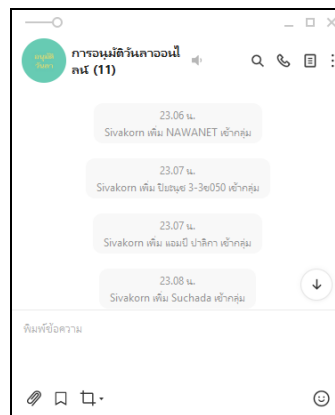 อนุมัติ
วันลา
การอนุมัติวันลาออนไ
ลน์ (11)
23.06 น.
Sivakorn เพิ่ม NAWANET เข้ากลุ่ม
23.07 น.
Sivakorn เพิ่ม ปิยะนุช 3-3ข050 เข้ากลุ่ม
23.07 น.
Sivakorn เพิ่ม แอมบี ปาลิกา เข้ากลุ่ม
23.08 น.
Sivakorn เพิ่ม Suchada เข้ากลุ่ม
พิมพ์ข้อความ